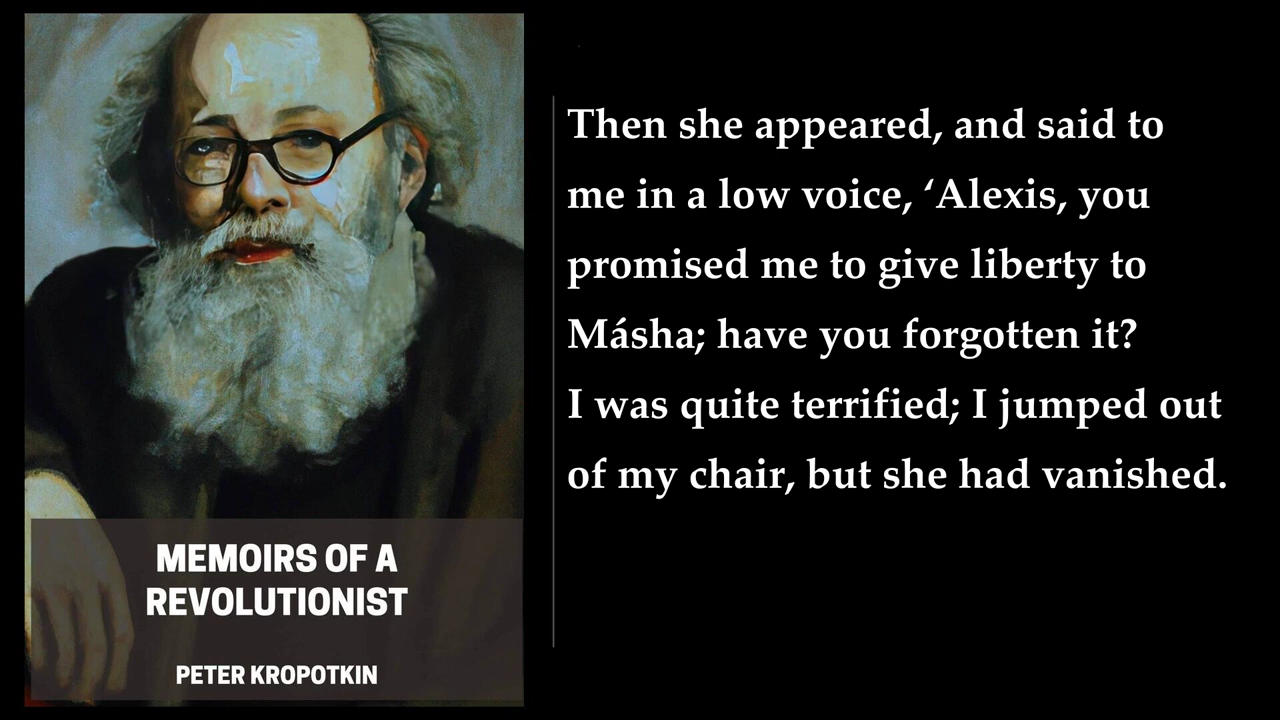 MEMOIRS OF A
REVOLUTIONIST
PETER KROPOTKIN
Then she appeared, and said to
me in a low voice, ‘Alexis, you
promised me to give liberty to
Másha; have you forgotten it?
I was quite terrified; I jumped out
of my chair, but she had vanished.